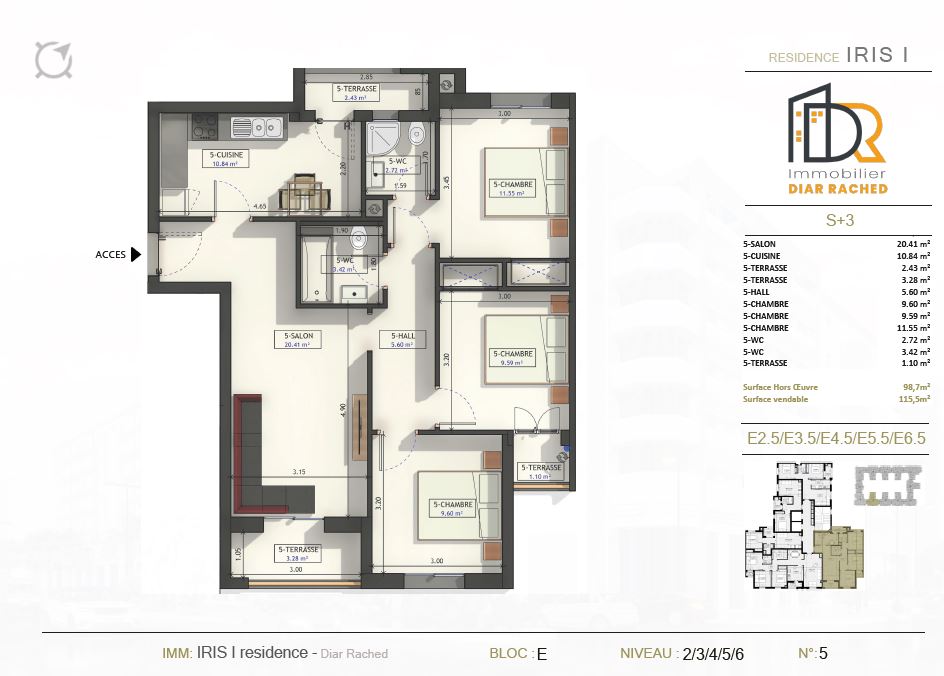 RESIDENCE IRIS I
DR
Immobilier
DIAR RACHED
S+3
5-SALON 20.41 m²
5-CUISINE 10.84 m²
5-TERRASSE 2.43 m²
5-TERRASSE 3.28 m²
5-HALL 5.60 m²
5-CHAMBRE 9.60 m²
5-CHAMBRE 9.59 m²
5-CHAMBRE 11.55 m²
5-WC 2.72 m²
5-WC 3.42 m²
5-TERRASSE 1.10 m²
Surface Hors Œuvre 98,7m²
Surface vendable 115,5m²
E2.5/E3.5/E4.5/E5.5/E6.5
2.85
5-TERRASSE
2.43 m²
85
5-CUISINE
10.84 m²
2.20
4.65
5-WC
2.72 m²
1.70
1.59
3.00
3.45
5-CHAMBRE
11.55 m²
ACCES
1.90
5-WC
3.42 m²
1.80
5-SALON
20.41 m²
5-HALL
5.60 m²
3.00
3.20
5-CHAMBRE
9.59 m²
4.90
3.15
5-TERRASSE
1.10 m²
3.20
5-CHAMBRE
9.60 m²
3.00
1.05
5-TERRASSE
3.28 m²
3.00
IMM: IRIS I residence - Diar Rached BLOC : E NIVEAU : 2/3/4/5/6 N°: 5